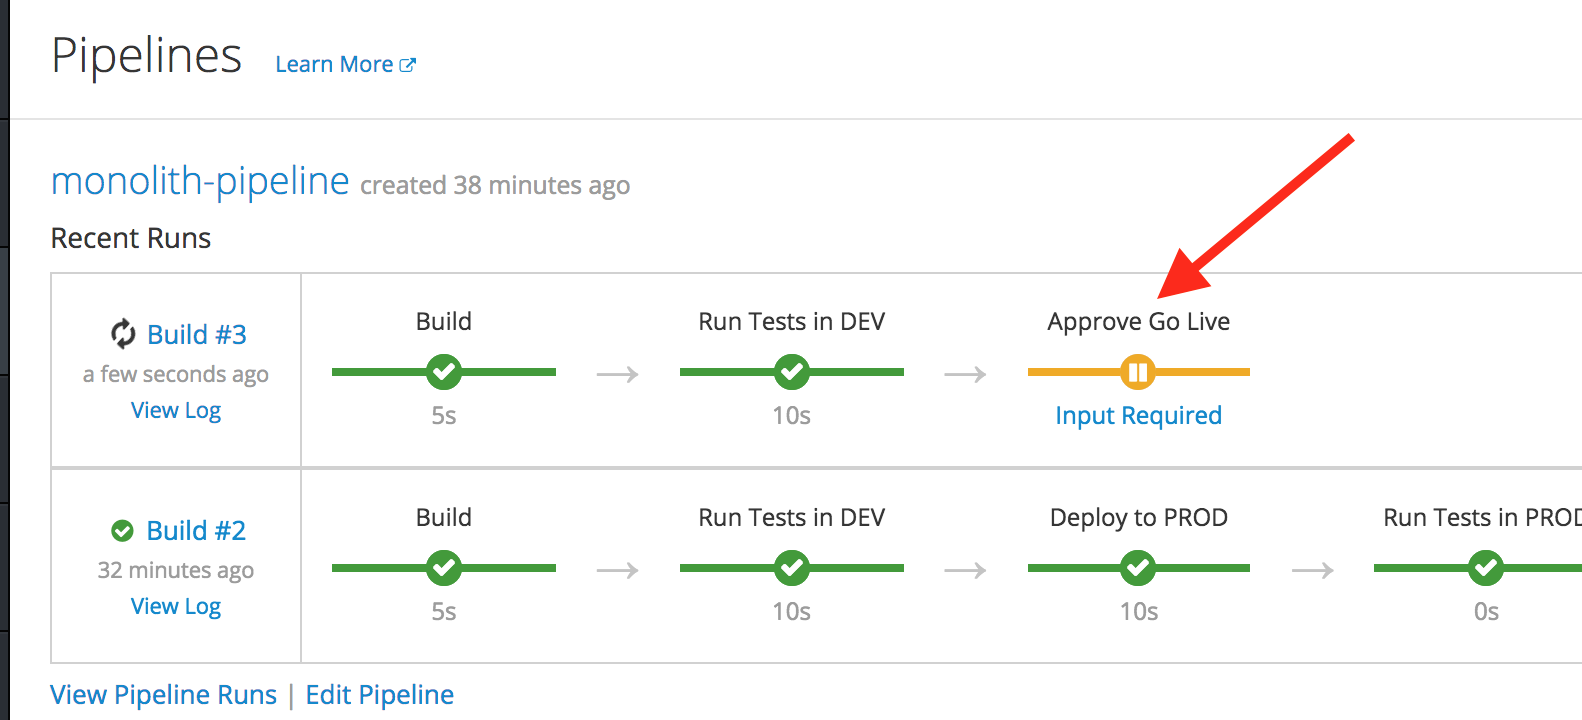 Pipelines Learn More
monolith-pipeline created 38 minutes ago
Recent Runs
Build #3
a few seconds ago
View Log
Build
5s
Run Tests in DEV
10s
Approve Go Live
Input Required
Build #2
32 minutes ago
View Log
Build
5s
Run Tests in DEV
10s
Deploy to PROD
10s
Run Tests in PROD
0s
View Pipeline Runs | Edit Pipeline